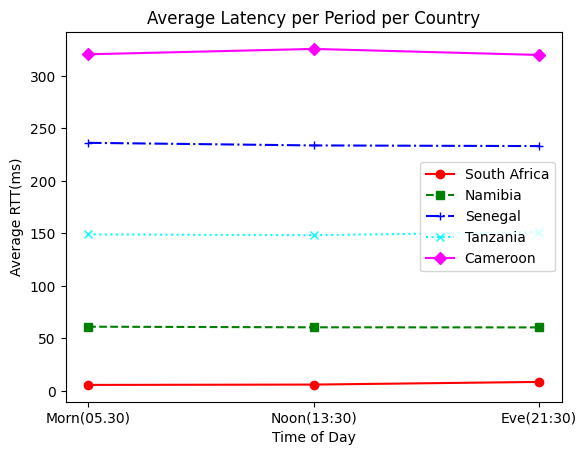 Average Latency per Period per Country
Average RTT(ms)
300
250
200
150
100
50
0
South Africa
Namibia
Senegal
Tanzania
Cameroon
Morn(05.30)
Noon(13:30)
Eve(21:30)
Time of Day